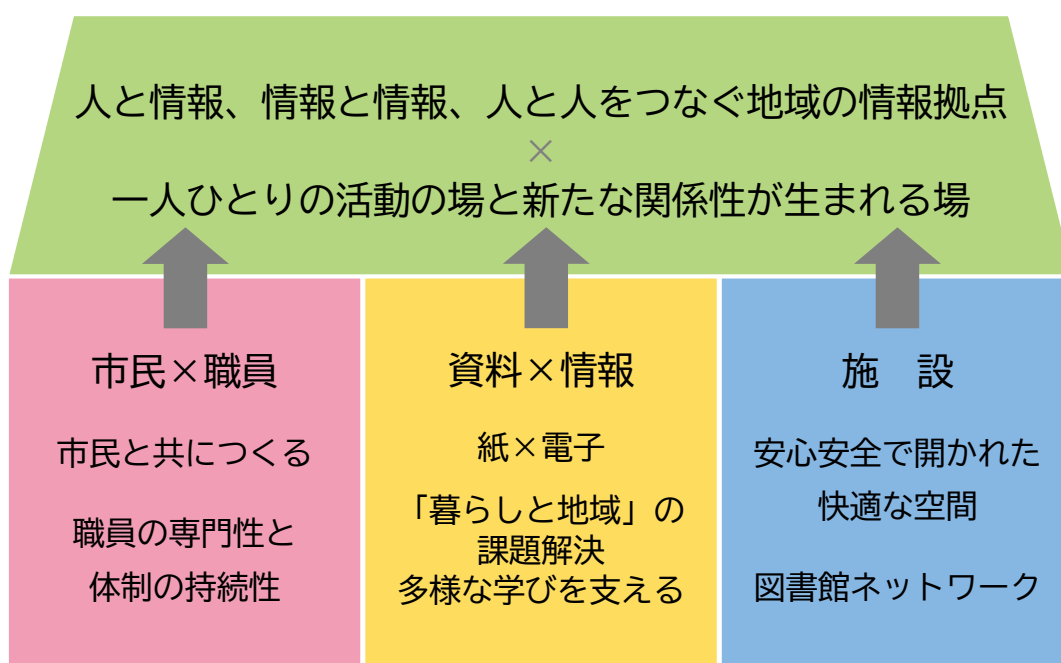 人と情報、情報と情報、人と人をつなぐ地域の情報拠点
×
一人ひとりの活動の場と新たな関係性が生まれる場
市民×職員
市民と共につくる
職員の専門性と
体制の持続性
資料×情報
紙×電子
「暮らしと地域」の
課題解決
多様な学びを支える
施　設
安心安全で開かれた
快適な空間
図書館ネットワーク